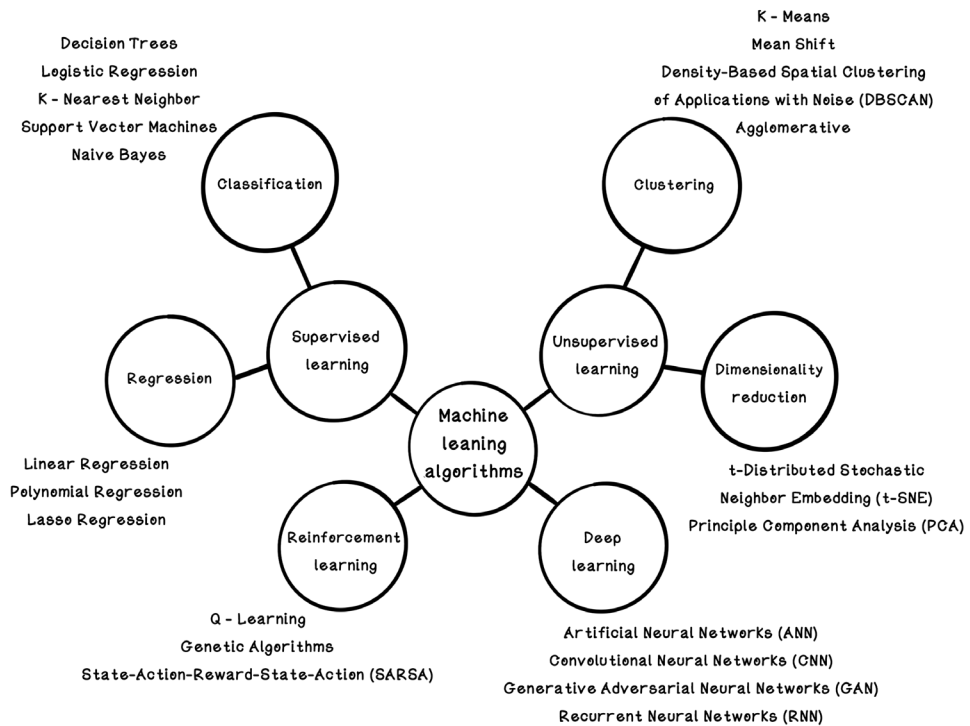 K - Means
Mean Shift
Density-Based Spatial Clustering
of Applications with Noise (DBSCAN)
Agglomerative
Decision Trees
Logistic Regression
K - Nearest Neighbor
Support Vector Machines
Naive Bayes
Classification
Clustering
Supervised
learning
Unsupervised
learning
Regression
Dimensionality
reduction
Machine
leaning
algorithms
Linear Regression
Polynomial Regression
Lasso Regression
t-Distributed Stochastic
Neighbor Embedding (t-SNE)
Principle Component Analysis (PCA)
Reinforcement
learning
Deep
learning
Q - Learning
Genetic Algorithms
State-Action-Reward-State-Action (SARSA)
Artificial Neural Networks (ANN)
Convolutional Neural Networks (CNN)
Generative Adversarial Neural Networks (GAN)
Recurrent Neural Networks (RNN)